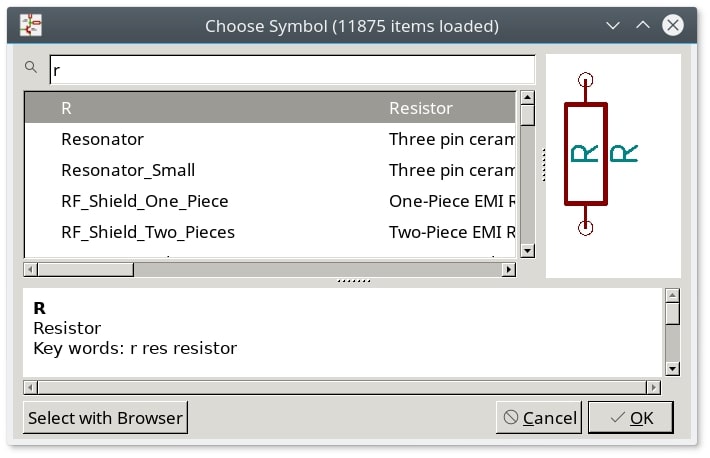 Choose Symbol (11875 items loaded)
r
R Resistor
Resonator Three pin ceram
Resonator_Small Three pin ceram
RF_Shield_One_Piece One-Piece EMI R
RF_Shield_Two_Pieces Two-Piece EMI R
R R
R
Resistor
Key words: r res resistor
Select with Browser Cancel OK